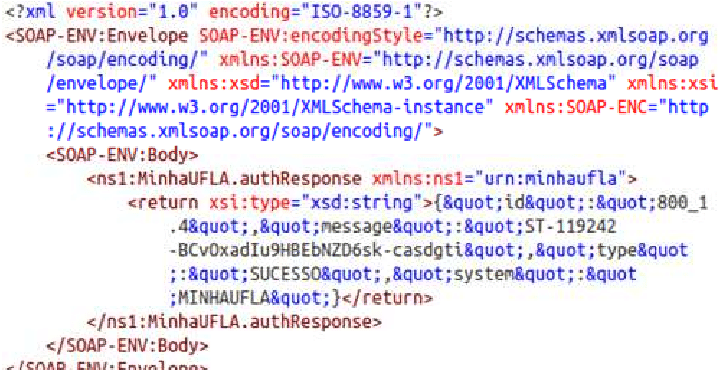 <?xml version="1.0" encoding="ISO-8859-1"?>
<SOAP-ENV:Envelope SOAP-ENV:encodingStyle="http://schemas.xmlsoap.org
/soap/encoding/" xmlns:SOAP-ENV="http://schemas.xmlsoap.org/soap
/envelope/" xmlns:xsd="http://www.w3.org/2001/XMLSchema" xmlns:xsi
="http://www.w3.org/2001/XMLSchema-instance" xmlns:SOAP-ENC="http
://schemas.xmlsoap.org/soap/encoding/">
<SOAP-ENV:Body>
<ns1:MinhaUFLA.authResponse xmlns:ns1="urn:minhaufla">
<return xsi:type="xsd:string">{&quot;id&quot;:&quot;800_1
.4&quot;,&quot;message&quot;:&quot;ST-119242
-BCvOxadIu9HBEbNZD6sk-casdgti&quot;,&quot;type&quot
;:&quot;SUCESSO&quot;,&quot;system&quot;:&quot
;MINHAUFLA&quot;}</return>
</ns1:MinhaUFLA.authResponse>
</SOAP-ENV:Body>
</SOAP-ENV:Envelope>